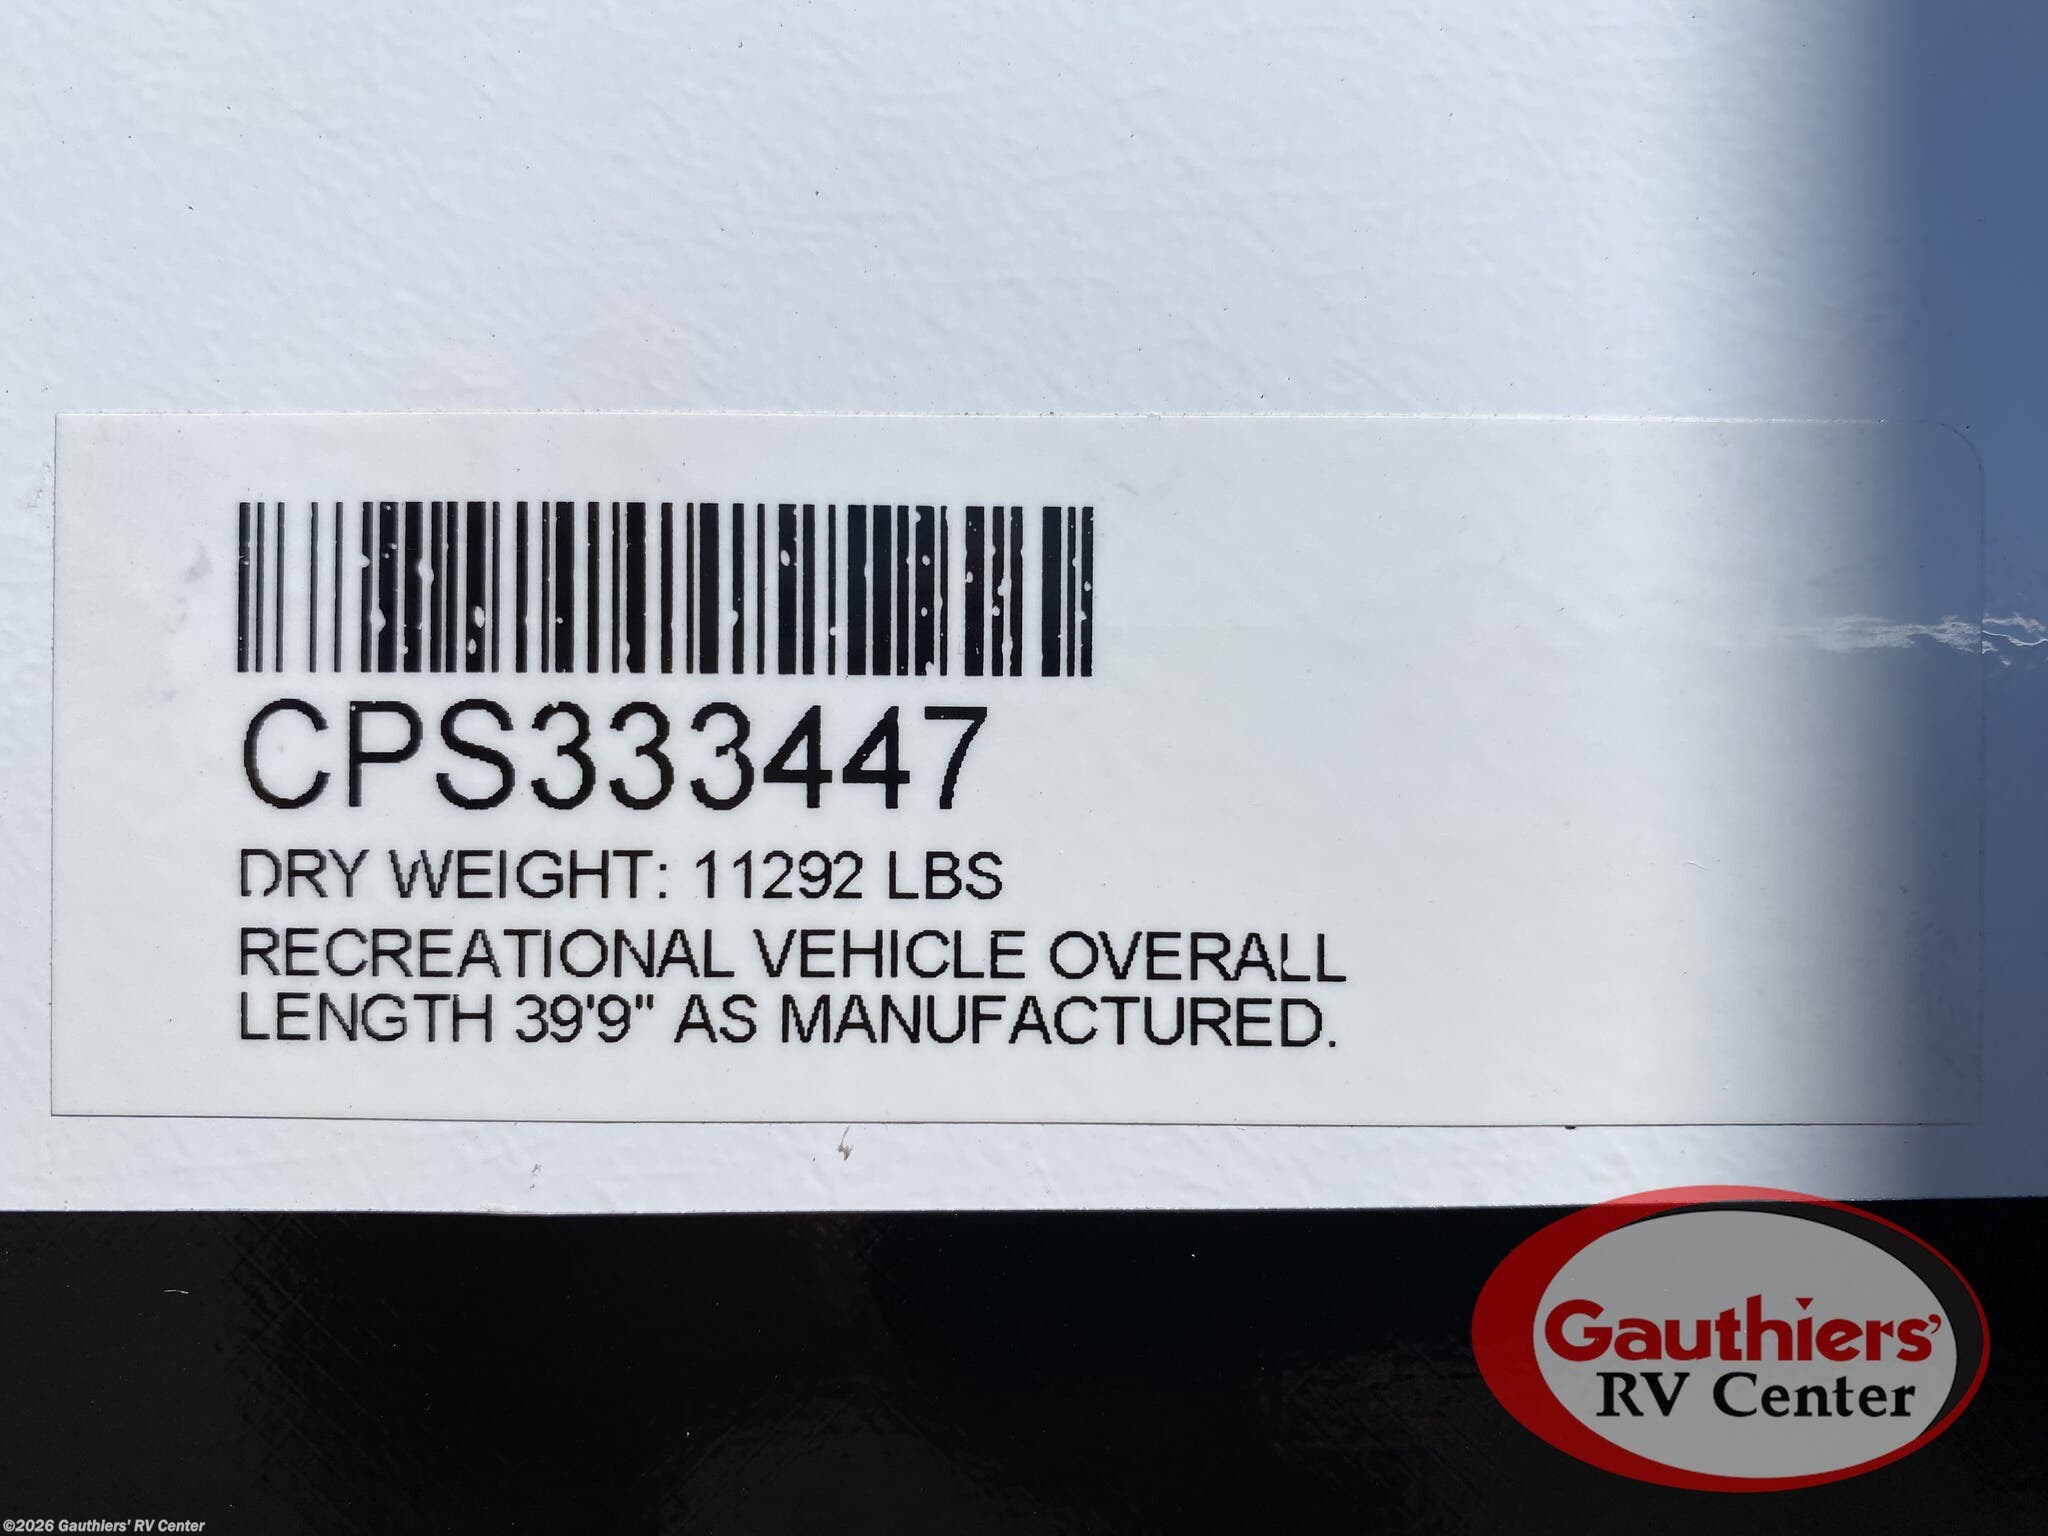 CPS333447
DRY WEIGHT: 11292 LBS
RECREATIONAL VEHICLE OVERALL
LENGTH 39'9" AS MANUFACTURED.
Gauthiers'
RV Center
©2026 Gauthiers' RV Center